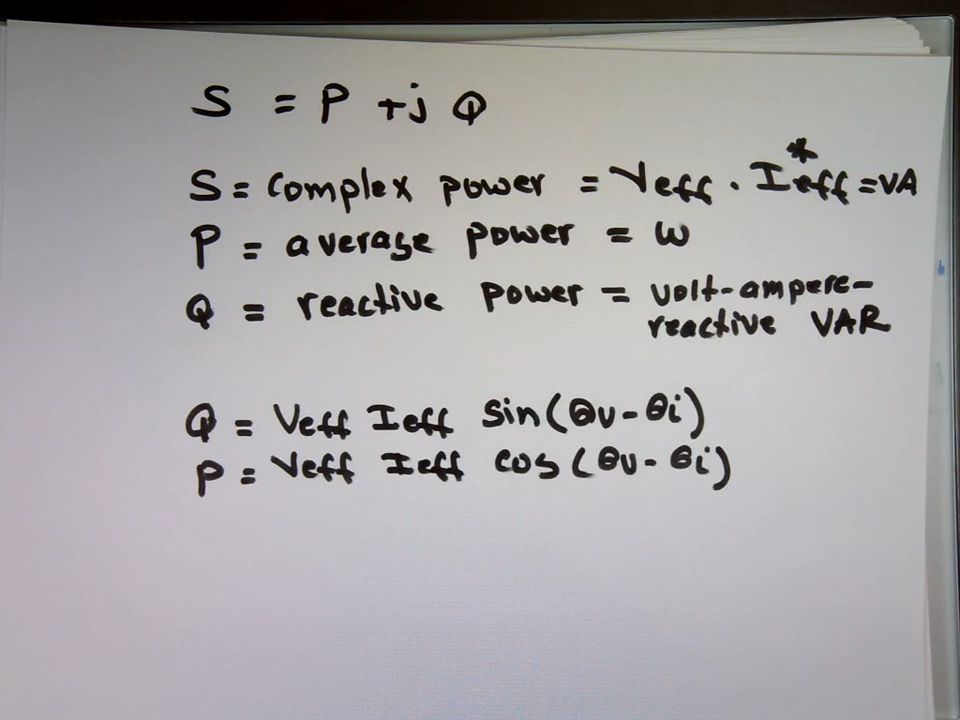 S = P + j Q
S = complex power = Veff . I*eff = VA
P = average power = W
Q = reactive power = volt-ampere-
reactive VAR
Q = Veff Ieff sin(θv - θi)
P = Veff Ieff cos(θv - θi)